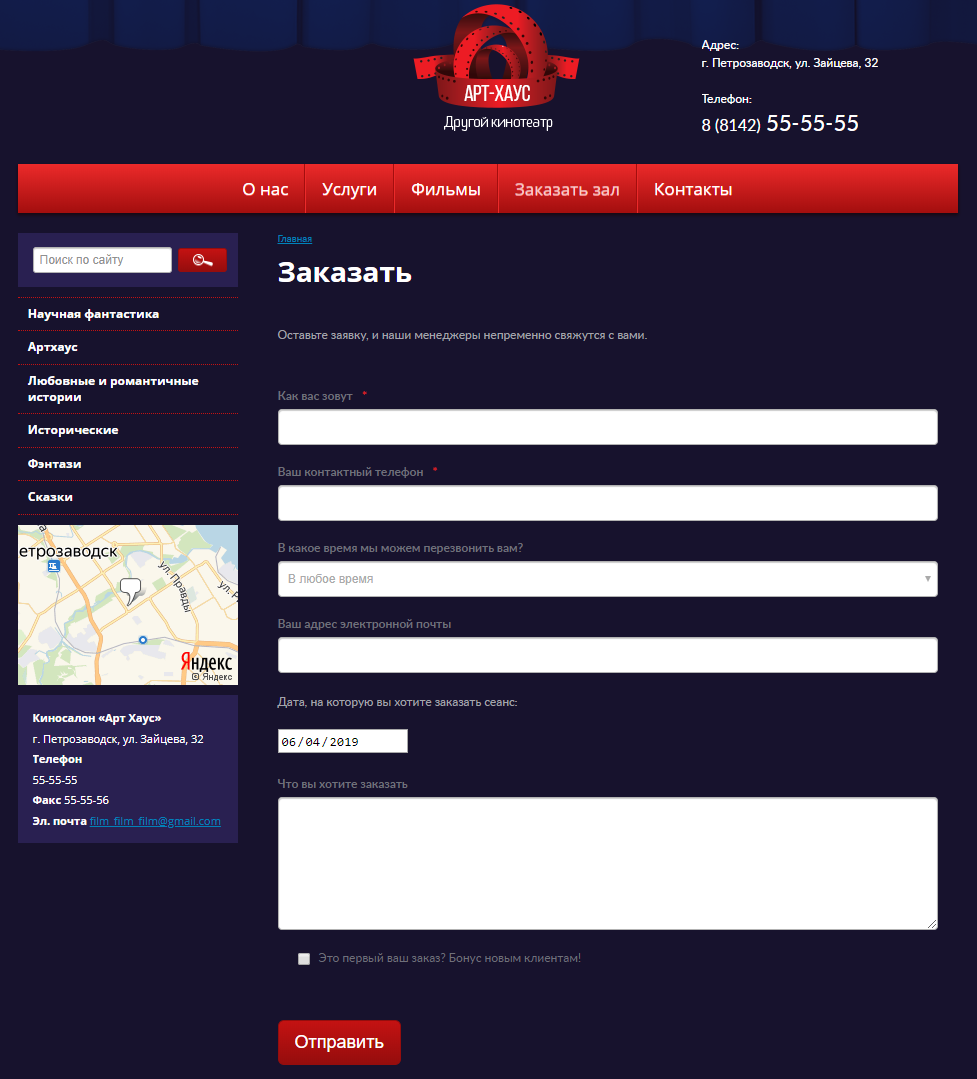 АРТ-ХАУС
Другой кинотеатр
Адрес:
г. Петрозаводск, ул. Зайцева, 32
Телефон:
8 (8142) 55-55-55
О нас
Услуги
Фильмы
Заказать зал
Контакты
Поиск по сайту
Научная фантастика
Артхаус
Любовные и романтичные
истории
Исторические
Фэнтази
Сказки
етрозаводск
ул. Правды
ул.
Яндекс
© Яндекс
Киносалон «Арт Хаус»
г. Петрозаводск, ул. Зайцева, 32
Телефон
55-55-55
Факс 55-55-56
Эл. почта film_film_film@gmail.com
Главная
Заказать
Оставьте заявку, и наши менеджеры непременно свяжутся с вами.
Как вас зовут *
Ваш контактный телефон *
В какое время мы можем перезвонить вам?
В любое время
Ваш адрес электронной почты
Дата, на которую вы хотите заказать сеанс:
06/04/2019
Что вы хотите заказать
Это первый ваш заказ? Бонус новым клиентам!
Отправить